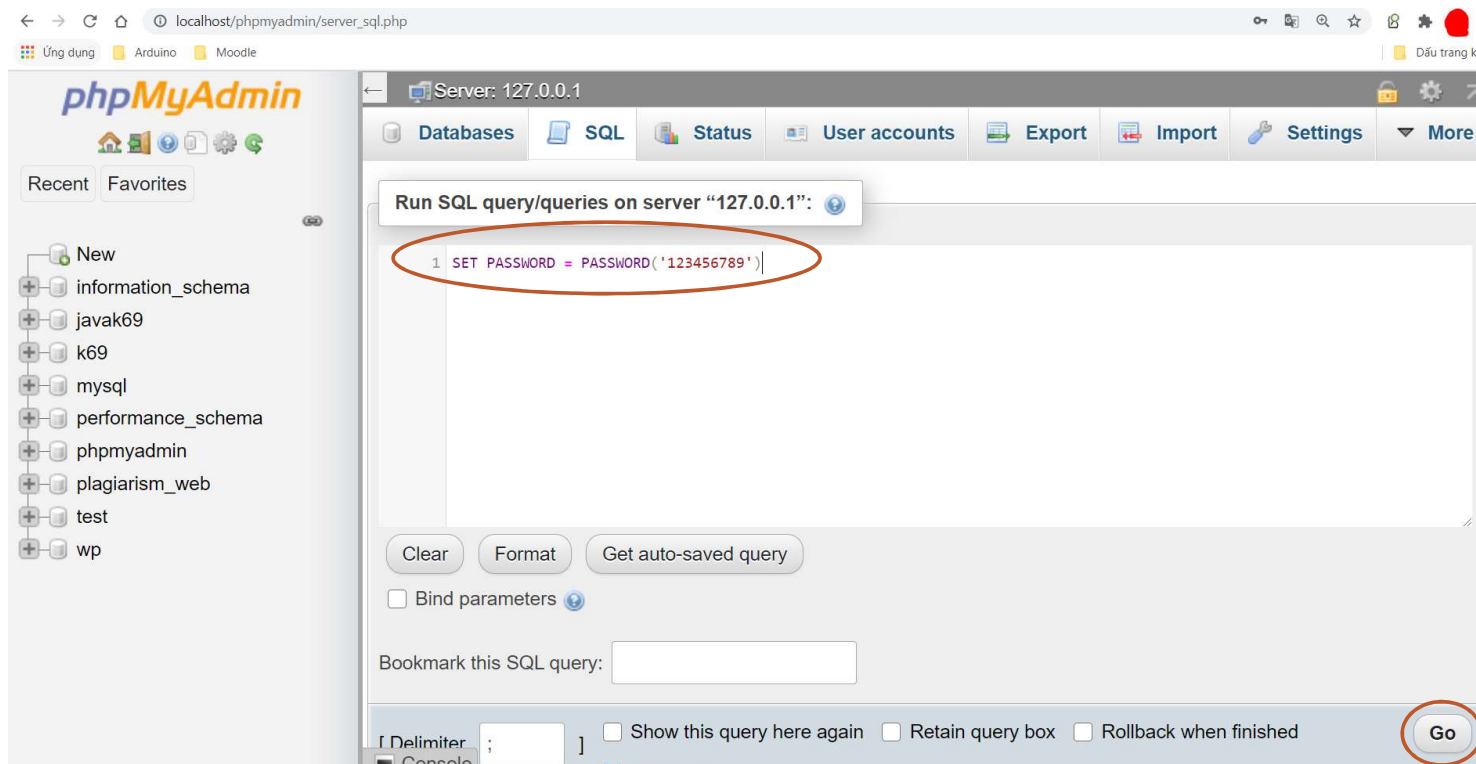 localhost/phpmyadmin/server_sql.php
Ứng dụng Arduino Moodle Dấu trang k
phpMyAdmin
Recent Favorites
New
information_schema
javak69
k69
mysql
performance_schema
phpmyadmin
plagiarism_web
test
wp
Server: 127.0.0.1
Databases SQL Status User accounts Export Import Settings More
Run SQL query/queries on server “127.0.0.1”:
1 SET PASSWORD = PASSWORD('123456789')
Clear Format Get auto-saved query
Bind parameters
Bookmark this SQL query:
[ Delimiter ; ] Show this query here again Retain query box Rollback when finished Go
Console